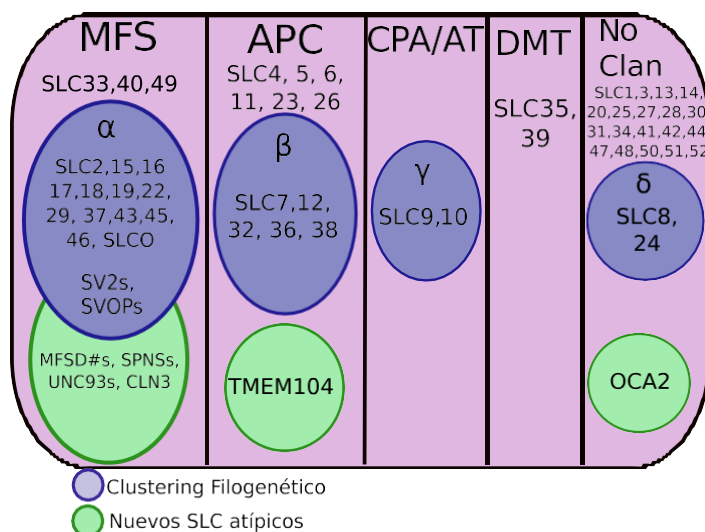 MFS
SLC33,40,49
α
SLC2,15,16
17,18,19,22,
29, 37,43,45,
46, SLCO
SV2s,
SVOPs
MFSD#s, SPNSs,
UNC93s, CLN3
APC
SLC4, 5, 6,
11, 23, 26
β
SLC7,12,
32, 36, 38
TMEM104
CPA/AT
γ
SLC9,10
DMT
SLC35,
39
No
Clan
SLC1,3,13,14,
20,25,27,28,30
31,34,41,42,44
47,48,50,51,52
δ
SLC8,
24
OCA2
Clustering Filogenético
Nuevos SLC atípicos